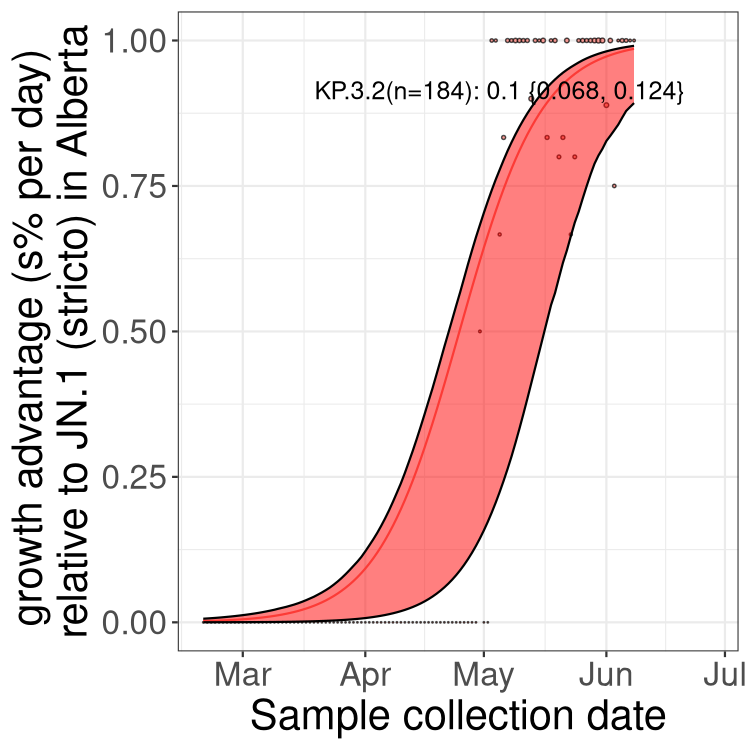 growth advantage (s% per day)
relative to JN.1 (stricto) in Alberta
1.00
0.75
0.50
0.25
0.00
KP.3.2(n=184): 0.1 {0.068, 0.124}
Mar Apr May Jun Jul
Sample collection date